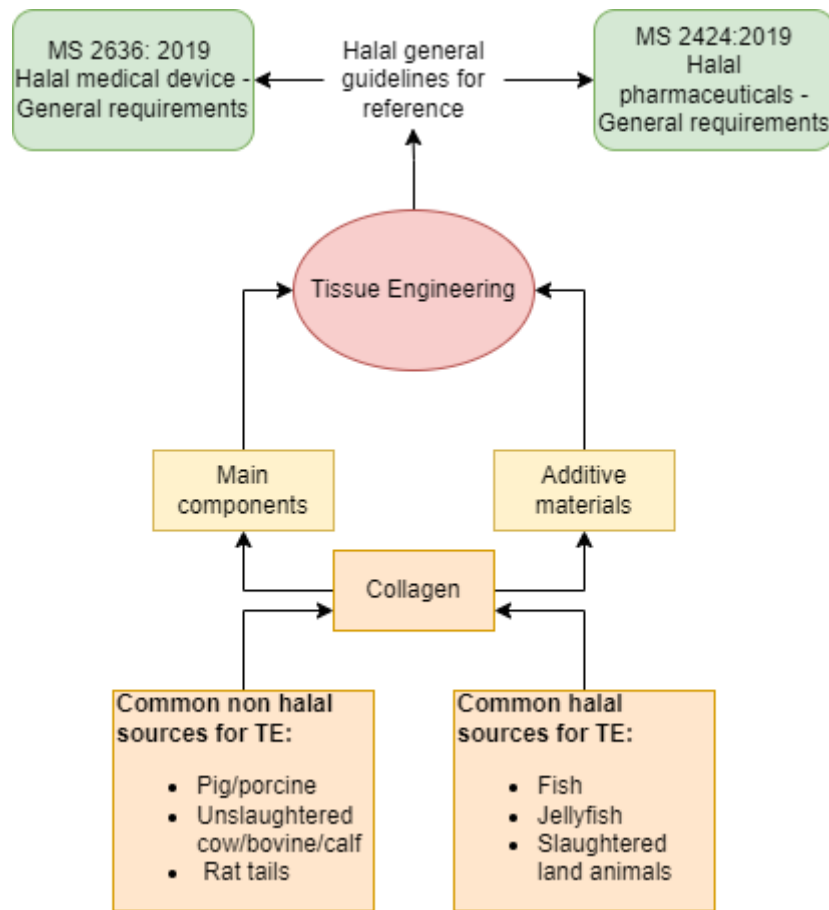 MS 2636: 2019
Halal medical device -
General requirements
Halal general
guidelines for
reference
MS 2424:2019
Halal
pharmaceuticals -
General requirements
Tissue Engineering
Main
components
Additive
materials
Collagen
Common non halal
sources for TE:
• Pig/porcine
• Unslaughtered
cow/bovine/calf
• Rat tails
Common halal
sources for TE:
• Fish
• Jellyfish
• Slaughtered
land animals